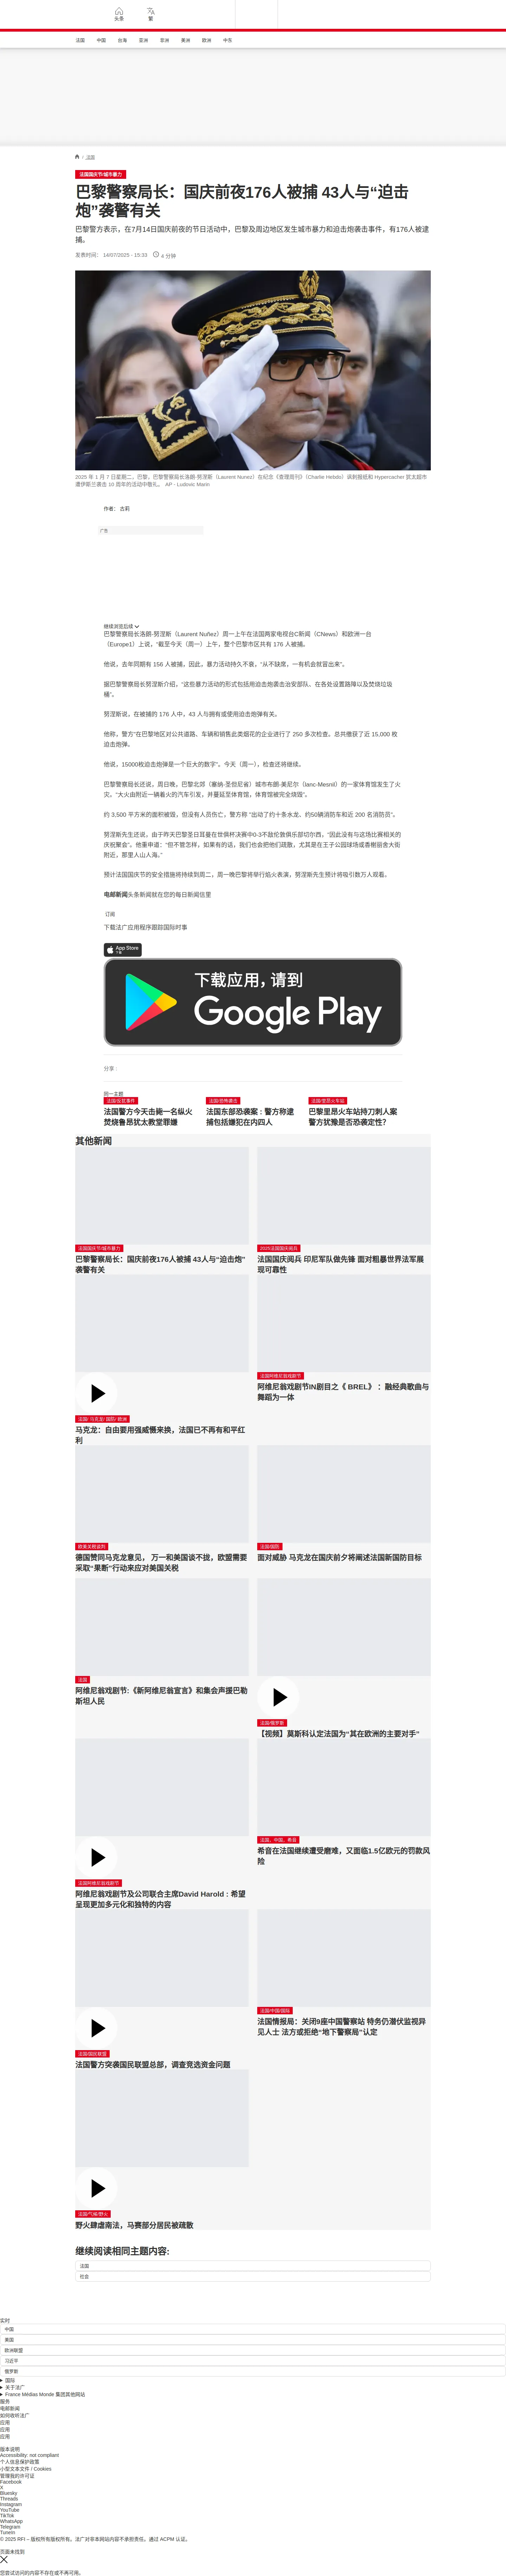 头条
繁
法国
中国
台海
亚洲
非洲
美洲
欧洲
中东
/ 法国
法国国庆节/城市暴力
巴黎警察局长：国庆前夜176人被捕 43人与“迫击
炮”袭警有关
巴黎警方表示，在7月14日国庆前夜的节日活动中，巴黎及周边地区发生城市暴力和迫击炮袭击事件，有176人被逮
捕。
发表时间： 14/07/2025 - 15:33
4 分钟
2025 年 1 月 7 日星期二，巴黎，巴黎警察局长洛朗-努涅斯（Laurent Nunez）在纪念《查理周刊》（Charlie Hebdo）讽刺报纸和 Hypercacher 犹太超市
遭伊斯兰袭击 10 周年的活动中敬礼。 AP - Ludovic Marin
作者： 古莉
广告
继续浏览后续
巴黎警察局长洛朗-努涅斯（Laurent Nuñez）周一上午在法国两家电视台C新闻（CNews）和欧洲一台
（Europe1）上说，“截至今天（周一）上午，整个巴黎市区共有 176 人被捕。
他说，去年同期有 156 人被捕，因此，暴力活动持久不衰，“从不缺席，一有机会就冒出来”。
据巴黎警察局长努涅斯介绍，“这些暴力活动的形式包括用迫击炮袭击治安部队、在各处设置路障以及焚烧垃圾
桶”。
努涅斯说，在被捕的 176 人中，43 人与拥有或使用迫击炮弹有关。
他称，警方“在巴黎地区对公共道路、车辆和销售此类烟花的企业进行了 250 多次检查。总共缴获了近 15,000 枚
迫击炮弹。
他说，15000枚迫击炮弹是一个巨大的数字”。今天（周一），检查还将继续。
巴黎警察局长还说，周日晚，巴黎北郊（塞纳-圣但尼省）城市布朗-美尼尔（lanc-Mesnil）的一家体育馆发生了火
灾。“大火由附近一辆着火的汽车引发，并蔓延至体育馆，体育馆被完全烧毁”。
约 3,500 平方米的面积被毁，但没有人员伤亡，警方称 “出动了约十条水龙、约50辆消防车和近 200 名消防员”。
努涅斯先还说，由于昨天巴黎圣日耳曼在世俱杯决赛中0-3不敌伦敦俱乐部切尔西，“因此没有与这场比赛相关的
庆祝聚会”。他重申道：“但不管怎样，如果有的话，我们也会把他们疏散，尤其是在王子公园球场或香榭丽舍大街
附近，那里人山人海。”
预计法国国庆节的安全措施将持续到周二，周一晚巴黎将举行焰火表演，努涅斯先生预计将吸引数万人观看。
电邮新闻头条新闻就在您的每日新闻信里
订阅
下载法广应用程序跟踪国际时事
App Store
下载
下载应用，请到
Google Play
分享 :
同一主题
法国/反犹事件
法国警方今天击毙一名纵火
焚烧鲁昂犹太教堂罪嫌
法国/恐怖袭击
法国东部恐袭案 : 警方称逮
捕包括嫌犯在内四人
法国/里昂火车站
巴黎里昂火车站持刀刺人案
警方犹豫是否恐袭定性?
其他新闻
法国国庆节/城市暴力
巴黎警察局长：国庆前夜176人被捕 43人与“迫击炮”
袭警有关
2025法国国庆阅兵
法国国庆阅兵 印尼军队做先锋 面对粗暴世界法军展
现可靠性
法国/ 马克龙/ 国防/ 欧洲
马克龙：自由要用强威慑来换，法国已不再有和平红
利
法国阿维尼翁戏剧节
阿维尼翁戏剧节IN剧目之《 BREL》 ：融经典歌曲与
舞蹈为一体
欧美关税谈判
德国赞同马克龙意见， 万一和美国谈不拢，欧盟需要
采取“果断”行动来应对美国关税
法国/国防
面对威胁 马克龙在国庆前夕将阐述法国新国防目标
法国
阿维尼翁戏剧节:《新阿维尼翁宣言》和集会声援巴勒
斯坦人民
法国/俄罗斯
【视频】莫斯科认定法国为“其在欧洲的主要对手”
法国阿维尼翁戏剧节
阿维尼翁戏剧节及公司联合主席David Harold : 希望
呈现更加多元化和独特的内容
法国、中国、希音
希音在法国继续遭受磨难，又面临1.5亿欧元的罚款风
险
法国/国民联盟
法国警方突袭国民联盟总部，调查竞选资金问题
法国/中国/国际
法国情报局：关闭9座中国警察站 特务仍潜伏监视异
见人士 法方或拒绝“地下警察局”认定
法国/气候/野火
野火肆虐南法，马赛部分居民被疏散
继续阅读相同主题内容:
法国
社会
实时
中国
美国
欧洲联盟
习近平
俄罗斯
国际
关于法广
France Médias Monde 集团其他网站
服务
电邮新闻
如何收听法广
应用
应用
应用
版本说明
Accessibility: not compliant
个人信息保护政策
小型文本文件 / Cookies
管理我的许可证
Facebook
X
Bluesky
Threads
Instagram
YouTube
TikTok
WhatsApp
Telegram
TuneIn
© 2025 RFI – 版权所有版权所有。法广对非本网站内容不承担责任。通过 ACPM 认证。
页面未找到
您尝试访问的内容不存在或不再可用。